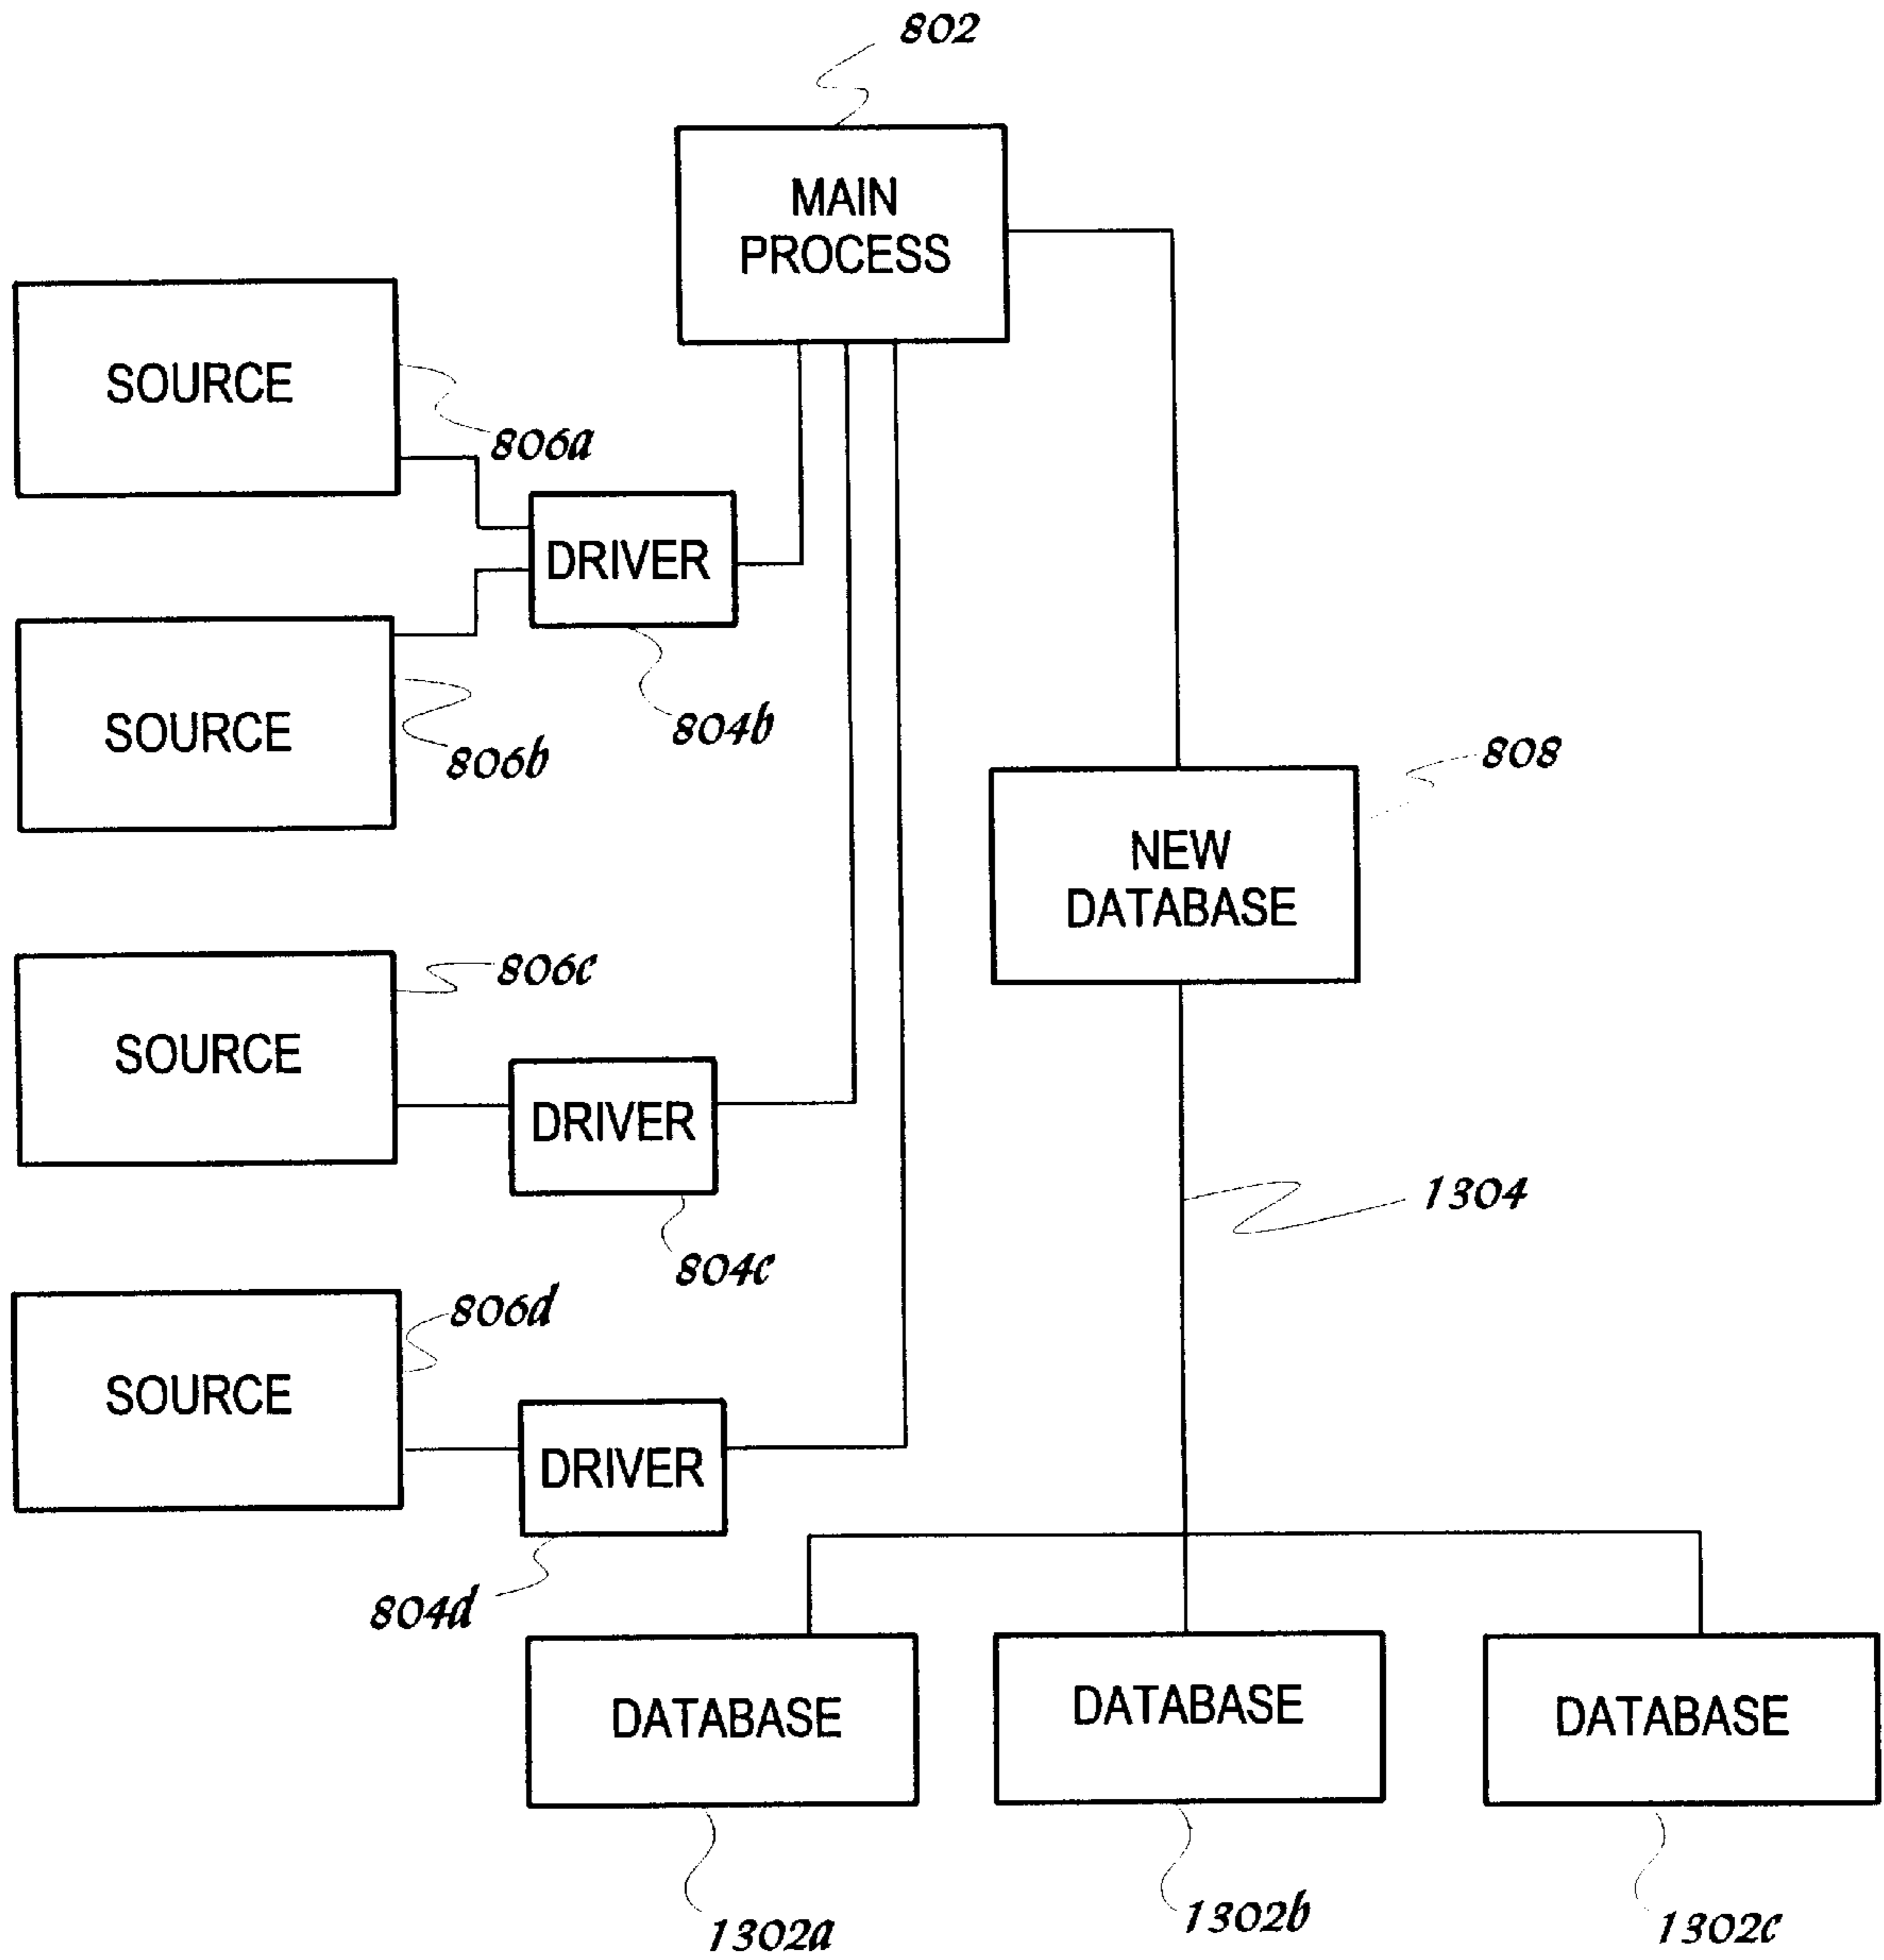 802
MAIN
PROCESS
SOURCE
806a
DRIVER
804b
SOURCE
806b
808
NEW
DATABASE
806c
SOURCE
DRIVER
804c
1304
806d
SOURCE
DRIVER
804d
DATABASE
DATABASE
DATABASE
1302a
1302b
1302c